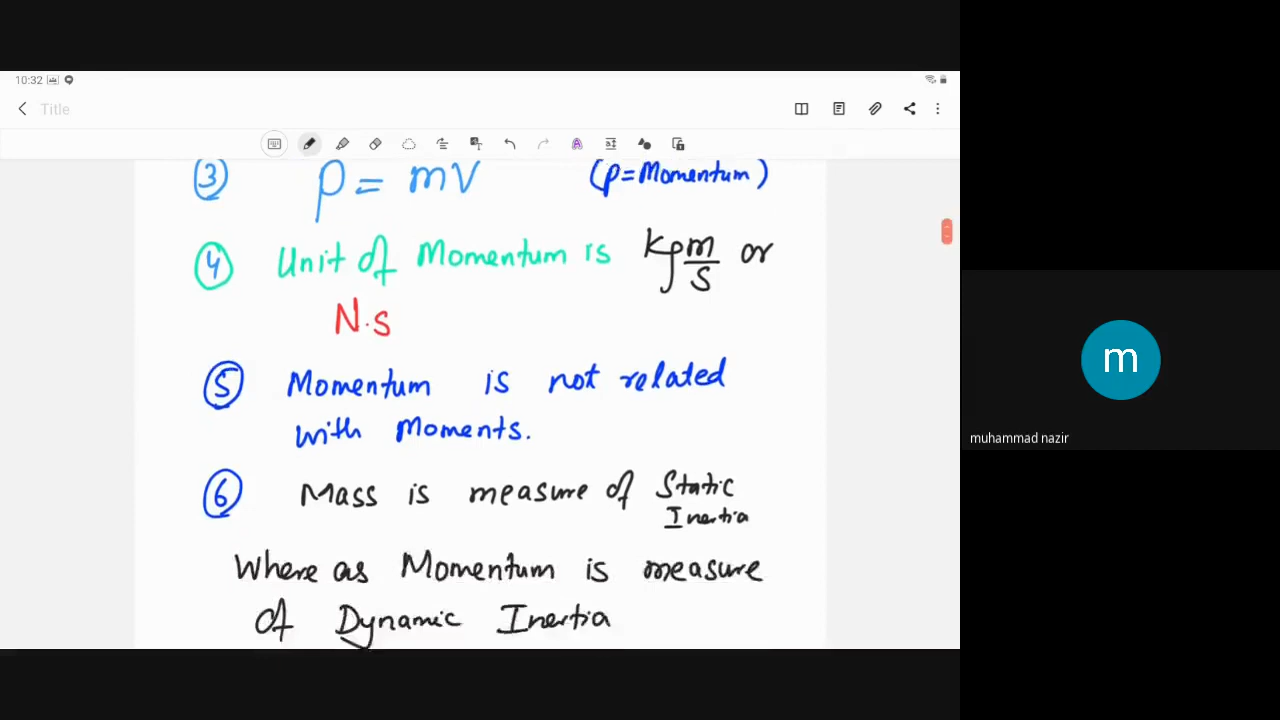 10:32
Title
3 P = mV (P=Momentum)
4 Unit of Momentum is kg m/s or
N.s
5 Momentum is not related
with Moments.
6 Mass is measure of Static
Inertia
Where as Momentum is measure
of Dynamic Inertia
m
muhammad nazir